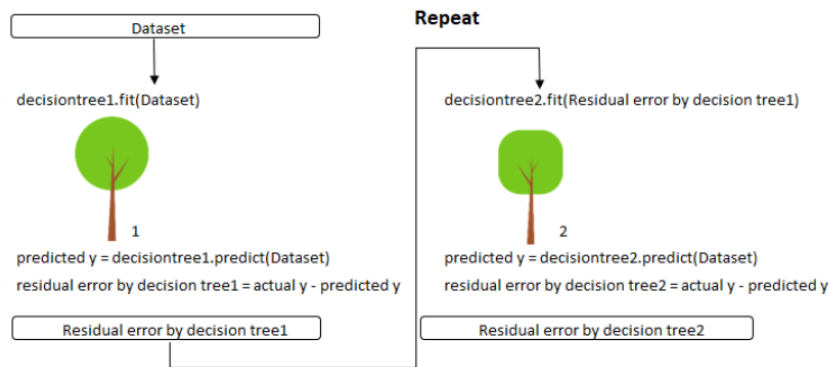 Dataset
decisiontree1.fit(Dataset)
1
predicted y = decisiontree1.predict(Dataset)
residual error by decision tree1 = actual y - predicted y
Residual error by decision tree1
Repeat
decisiontree2.fit(Residual error by decision tree1)
2
predicted y = decisiontree2.predict(Dataset)
residual error by decision tree2 = actual y - predicted y
Residual error by decision tree2